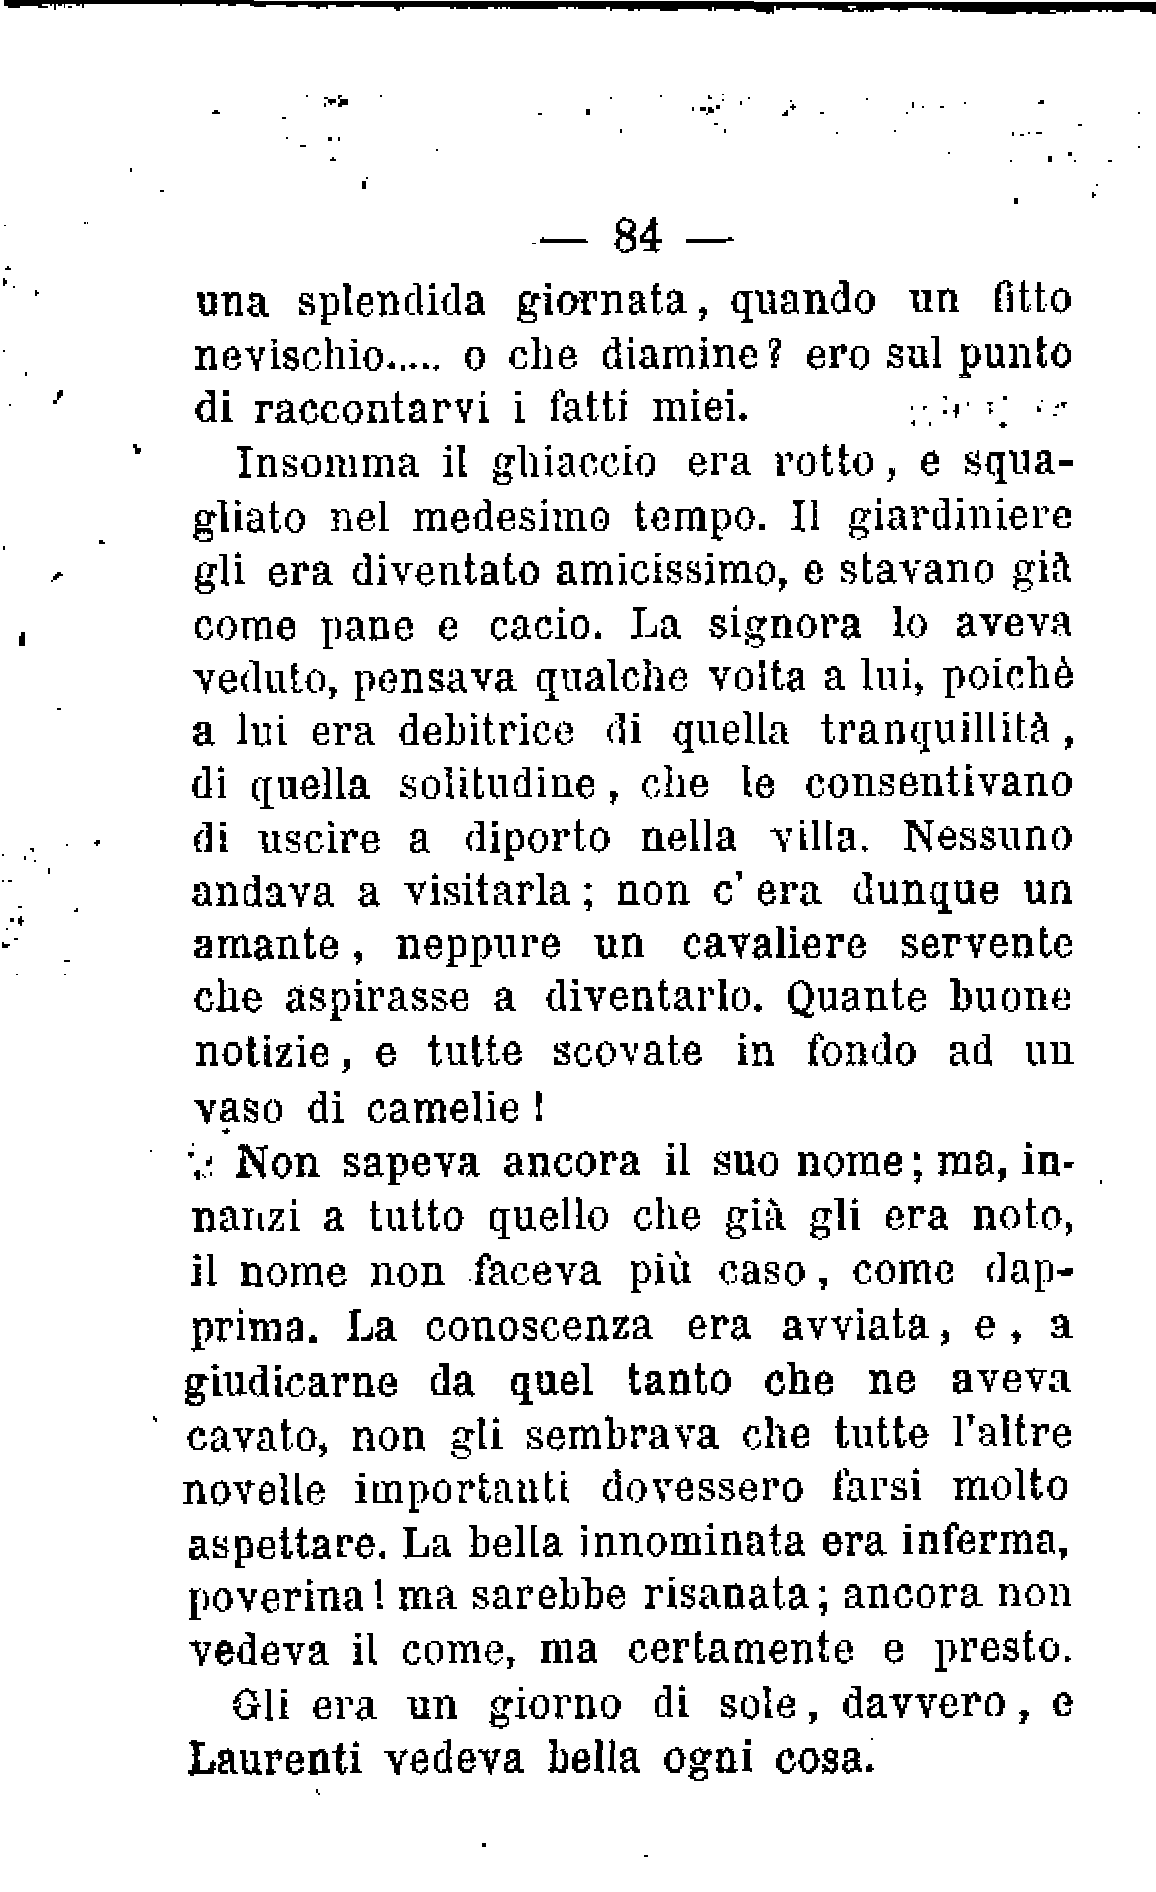 — 84 —
una splendida giornata, quando un fitto
nevischio..... o che diamine? ero sul punto
di raccontarvi i fatti miei.
Insomma il ghiaccio era rotto, e squa-
gliato nel medesimo tempo. Il giardiniere
gli era diventato amicissimo, e stavano già
come pane e cacio. La signora lo aveva
veduto, pensava qualche volta a lui, poichè
a lui era debitrice di quella tranquillità,
di quella solitudine, che le consentivano
di uscire a diporto nella villa. Nessuno
andava a visitarla; non c' era dunque un
amante, neppure un cavaliere servente
che aspirasse a diventarlo. Quante buone
notizie, e tutte scovate in fondo ad un
vaso di camelie!
Non sapeva ancora il suo nome; ma, in-
nanzi a tutto quello che già gli era noto,
il nome non faceva più caso, come dap-
prima. La conoscenza era avviata, e, a
giudicarne da quel tanto che ne aveva
cavato, non gli sembrava che tutte l'altre
novelle importanti dovessero farsi molto
aspettare. La bella innominata era inferma,
poverina! ma sarebbe risanata; ancora non
vedeva il come, ma certamente e presto.
Gli era un giorno di sole, davvero, e
Laurenti vedeva bella ogni cosa.